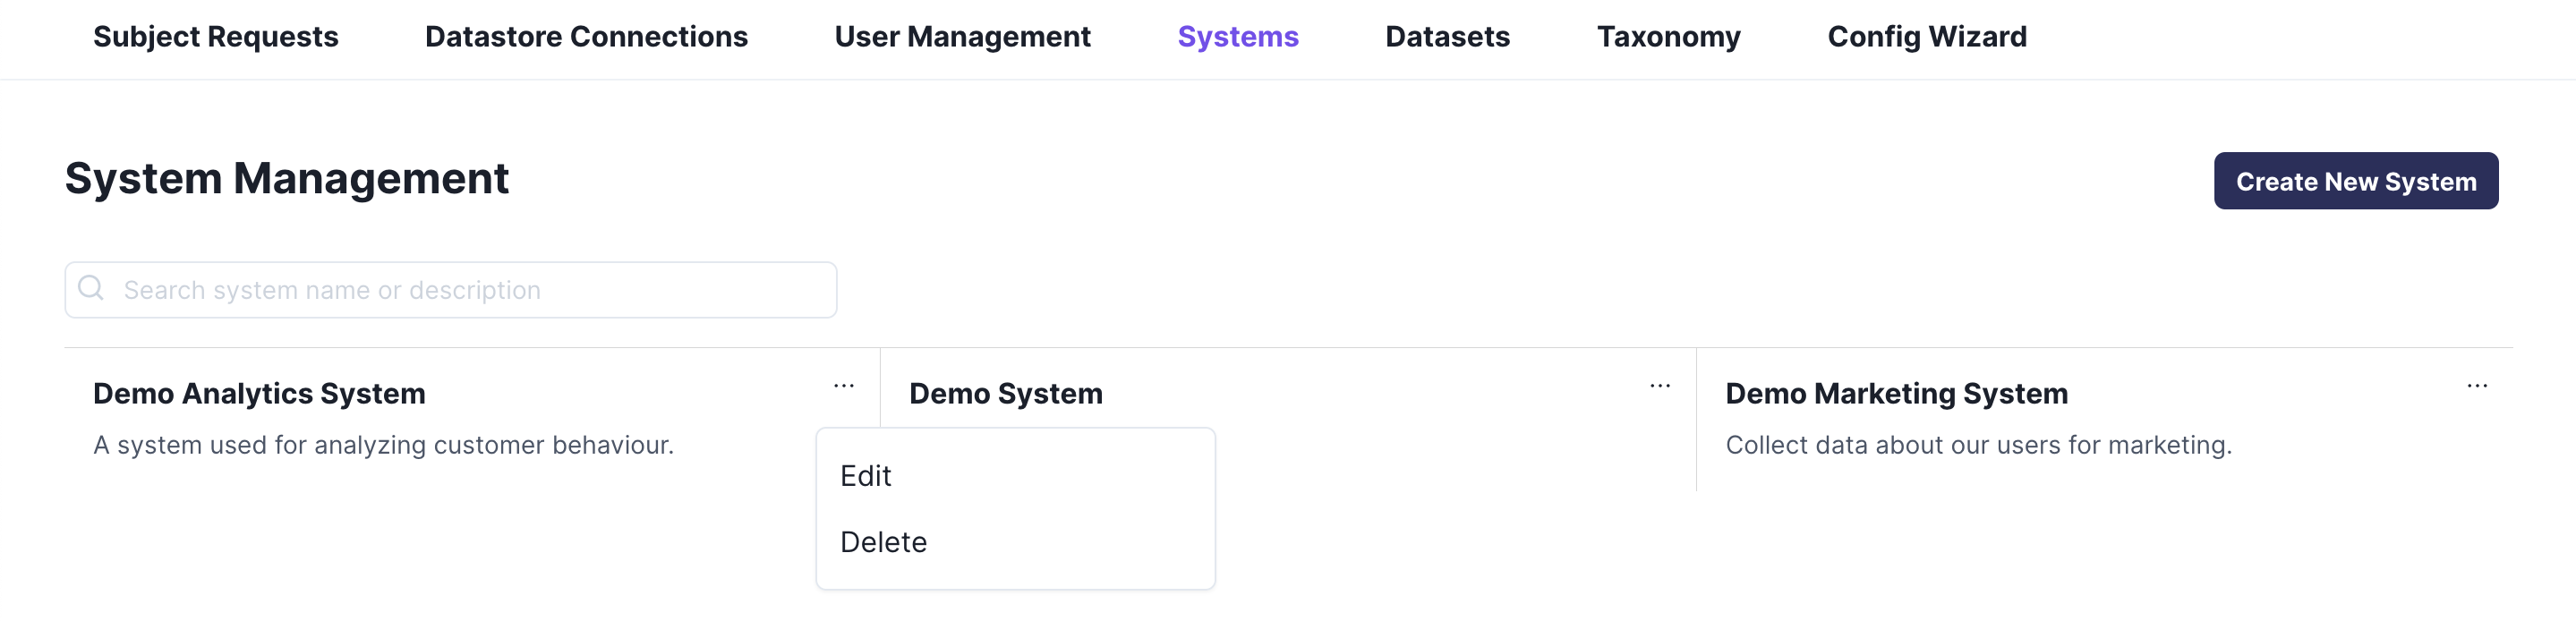 Subject Requests Datastore Connections User Management Systems Datasets Taxonomy Config Wizard
System Management
Create New System
Search system name or description
Demo Analytics System
A system used for analyzing customer behaviour.
Demo System
Demo Marketing System
Collect data about our users for marketing.
Edit
Delete